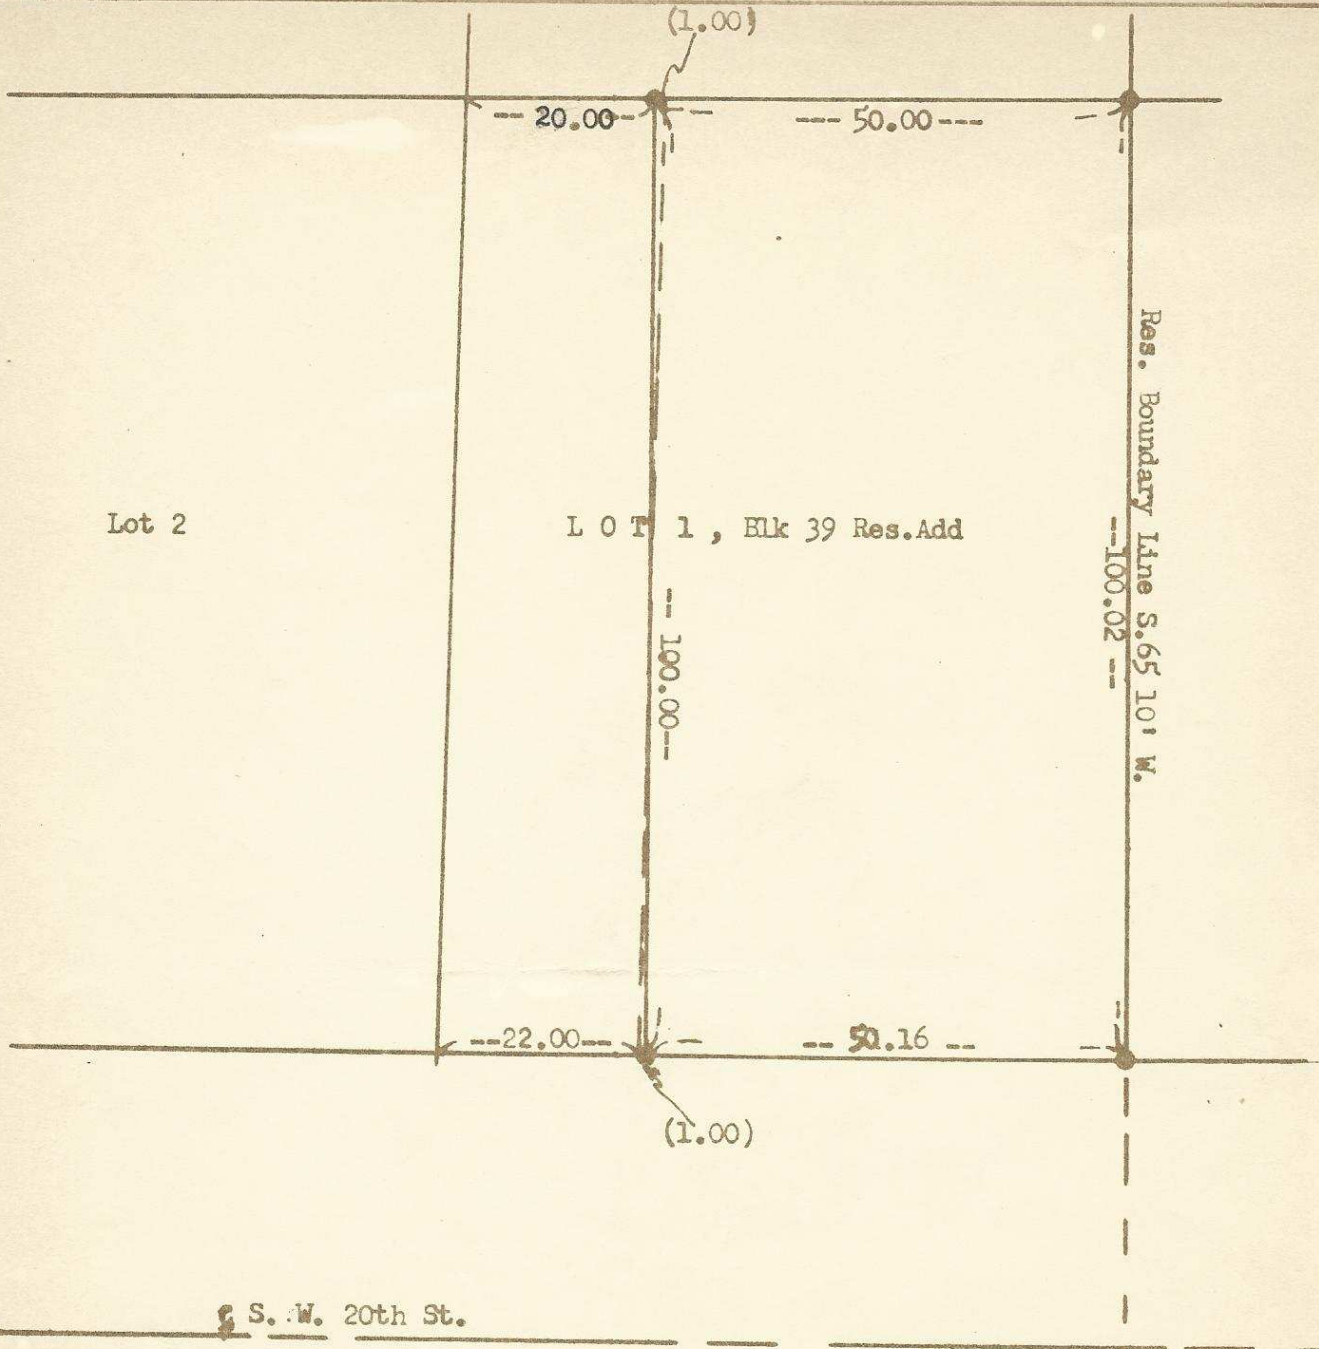 (1.00)
-- 20.00-- --- 50.00---
Res. Boundary Line S.65 10' W.
Lot 2
L O T 1 , Blk 39 Res.Add
--100.02 --
-- 100.00--
--22.00-- -- .16 --
(1.00)
S. W. 20th St.